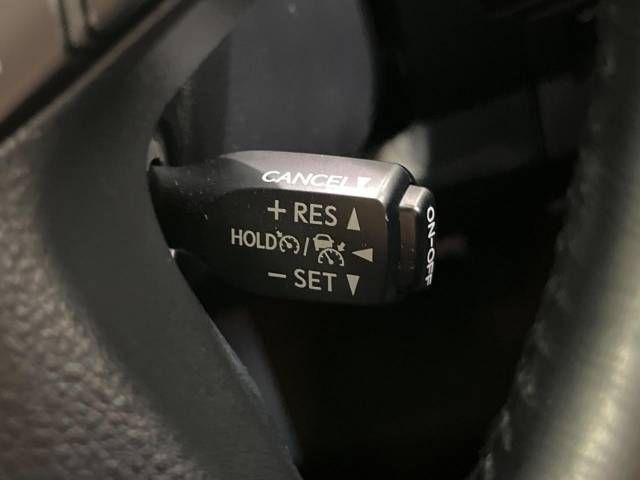 CANCEL ▼
+ RES ▲
HOLD / ◀
− SET ▼
ON-OFF